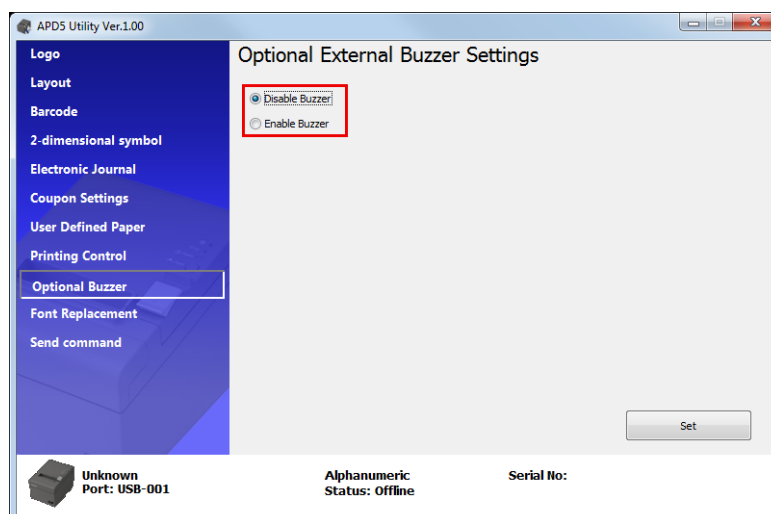 APD5 Utility Ver.1.00
Logo
Layout
Barcode
2-dimensional symbol
Electronic Journal
Coupon Settings
User Defined Paper
Printing Control
Optional Buzzer
Font Replacement
Send command
Optional External Buzzer Settings
Disable Buzzer
Enable Buzzer
Set
Unknown
Port: USB-001
Alphanumeric
Status: Offline
Serial No: